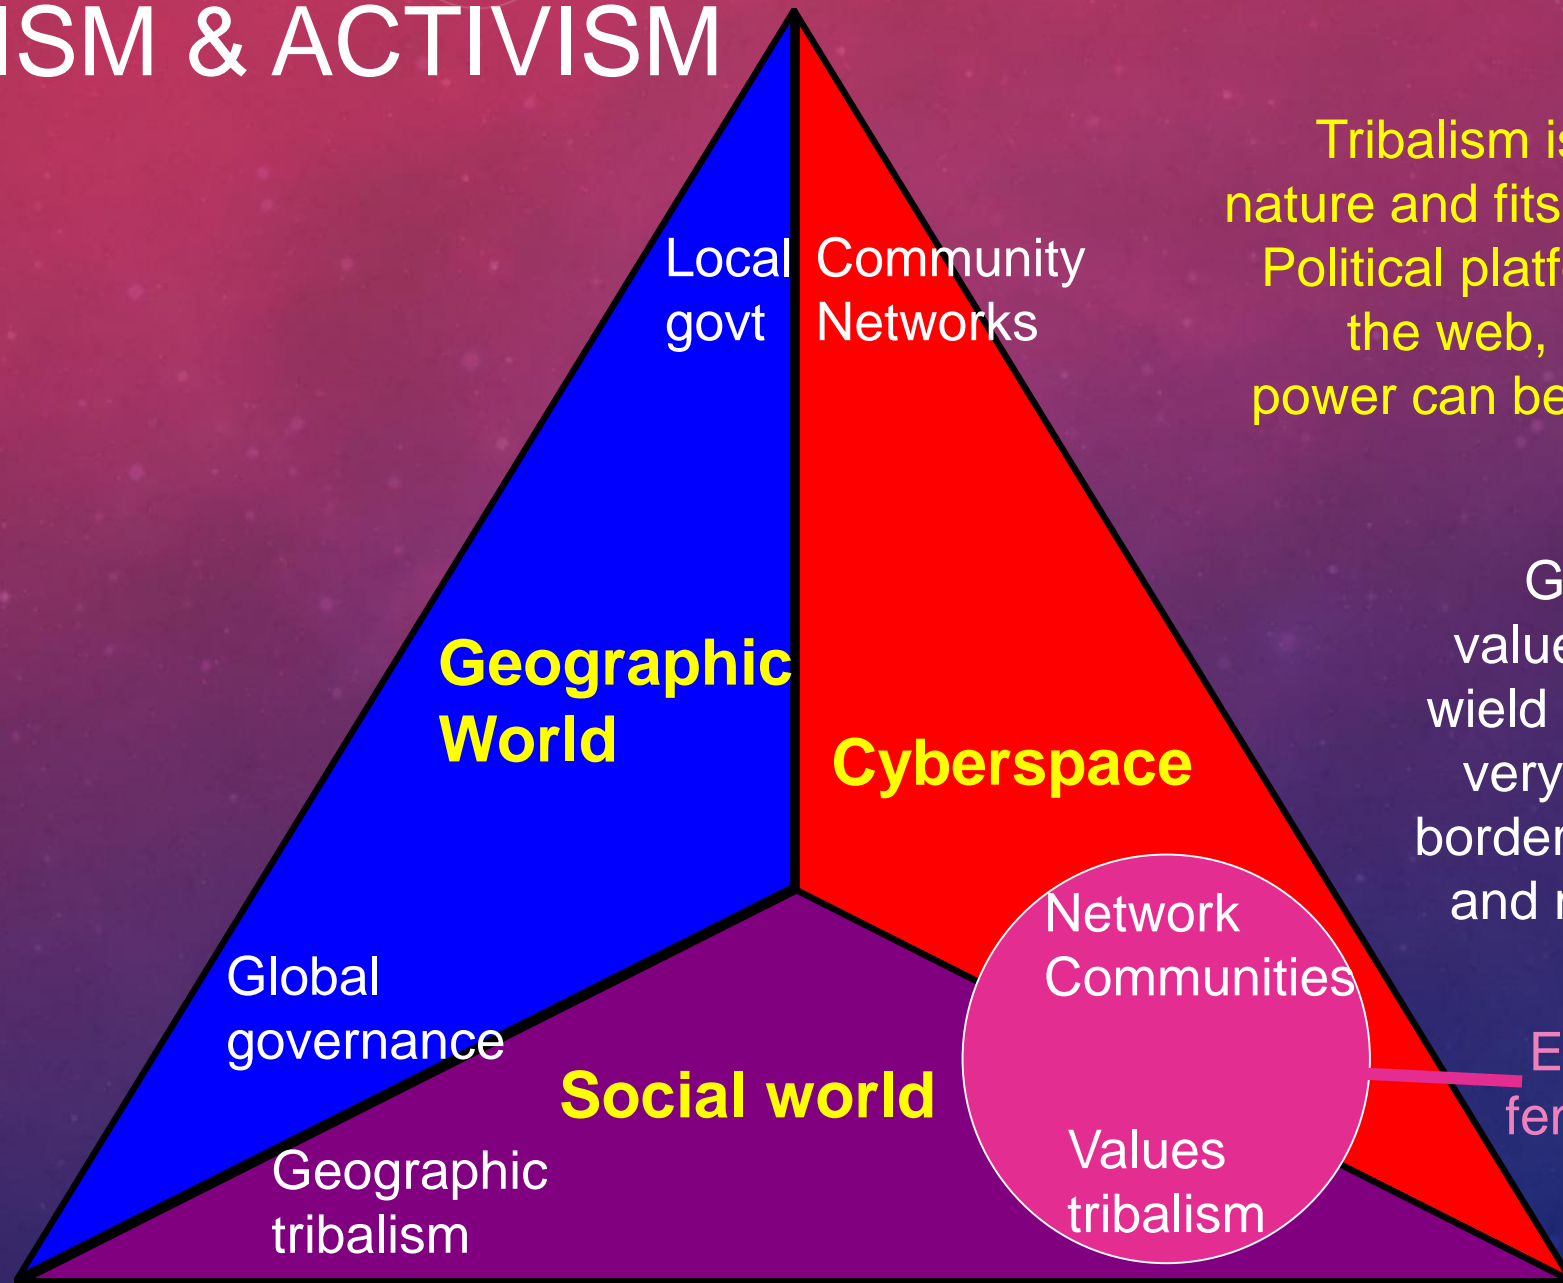 ISM & ACTIVISM
Tribalism is
nature and fits
Political platf
the web,
power can be
Local
govt
Community
Networks
Geographic
World
Cyberspace
G
value
wield
very
border
and r
Network
Communities
Global
governance
Social world
E
fer
Geographic
tribalism
Values
tribalism